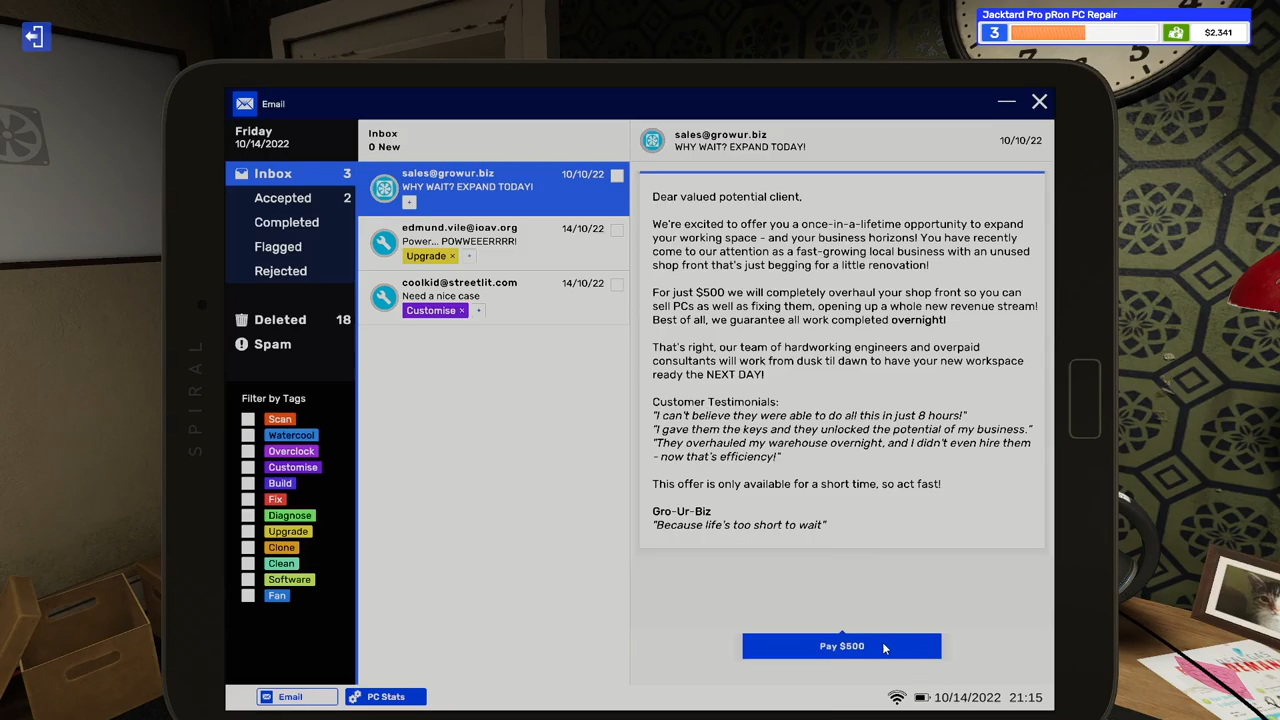 Jacktard Pro pRon PC Repair
3
$2,341
Email
Friday
10/14/2022
Inbox 3
Accepted 2
Completed
Flagged
Rejected
Deleted 18
Spam
Filter by Tags
Scan
Watercool
Overclock
Customise
Build
Fix
Diagnose
Upgrade
Clone
Clean
Software
Fan
Inbox
0 New
sales@growur.biz 10/10/22
WHY WAIT? EXPAND TODAY!
+
edmund.vile@ioav.org 14/10/22
Power... POWWEEERRRR!
Upgrade × +
coolkid@streetlit.com 14/10/22
Need a nice case
Customise × +
sales@growur.biz 10/10/22
WHY WAIT? EXPAND TODAY!
Dear valued potential client,
We're excited to offer you a once-in-a-lifetime opportunity to expand
your working space - and your business horizons! You have recently
come to our attention as a fast-growing local business with an unused
shop front that's just begging for a little renovation!
For just $500 we will completely overhaul your shop front so you can
sell PCs as well as fixing them, opening up a whole new revenue stream!
Best of all, we guarantee all work completed overnight!
That's right, our team of hardworking engineers and overpaid
consultants will work from dusk til dawn to have your new workspace
ready the NEXT DAY!
Customer Testimonials:
"I can't believe they were able to do all this in just 8 hours!"
"I gave them the keys and they unlocked the potential of my business."
"They overhauled my warehouse overnight, and I didn't even hire them
- now that's efficiency!"
This offer is only available for a short time, so act fast!
Gro-Ur-Biz
"Because life's too short to wait"
Pay $500
Email
PC Stats
10/14/2022 21:15
SPIRAL